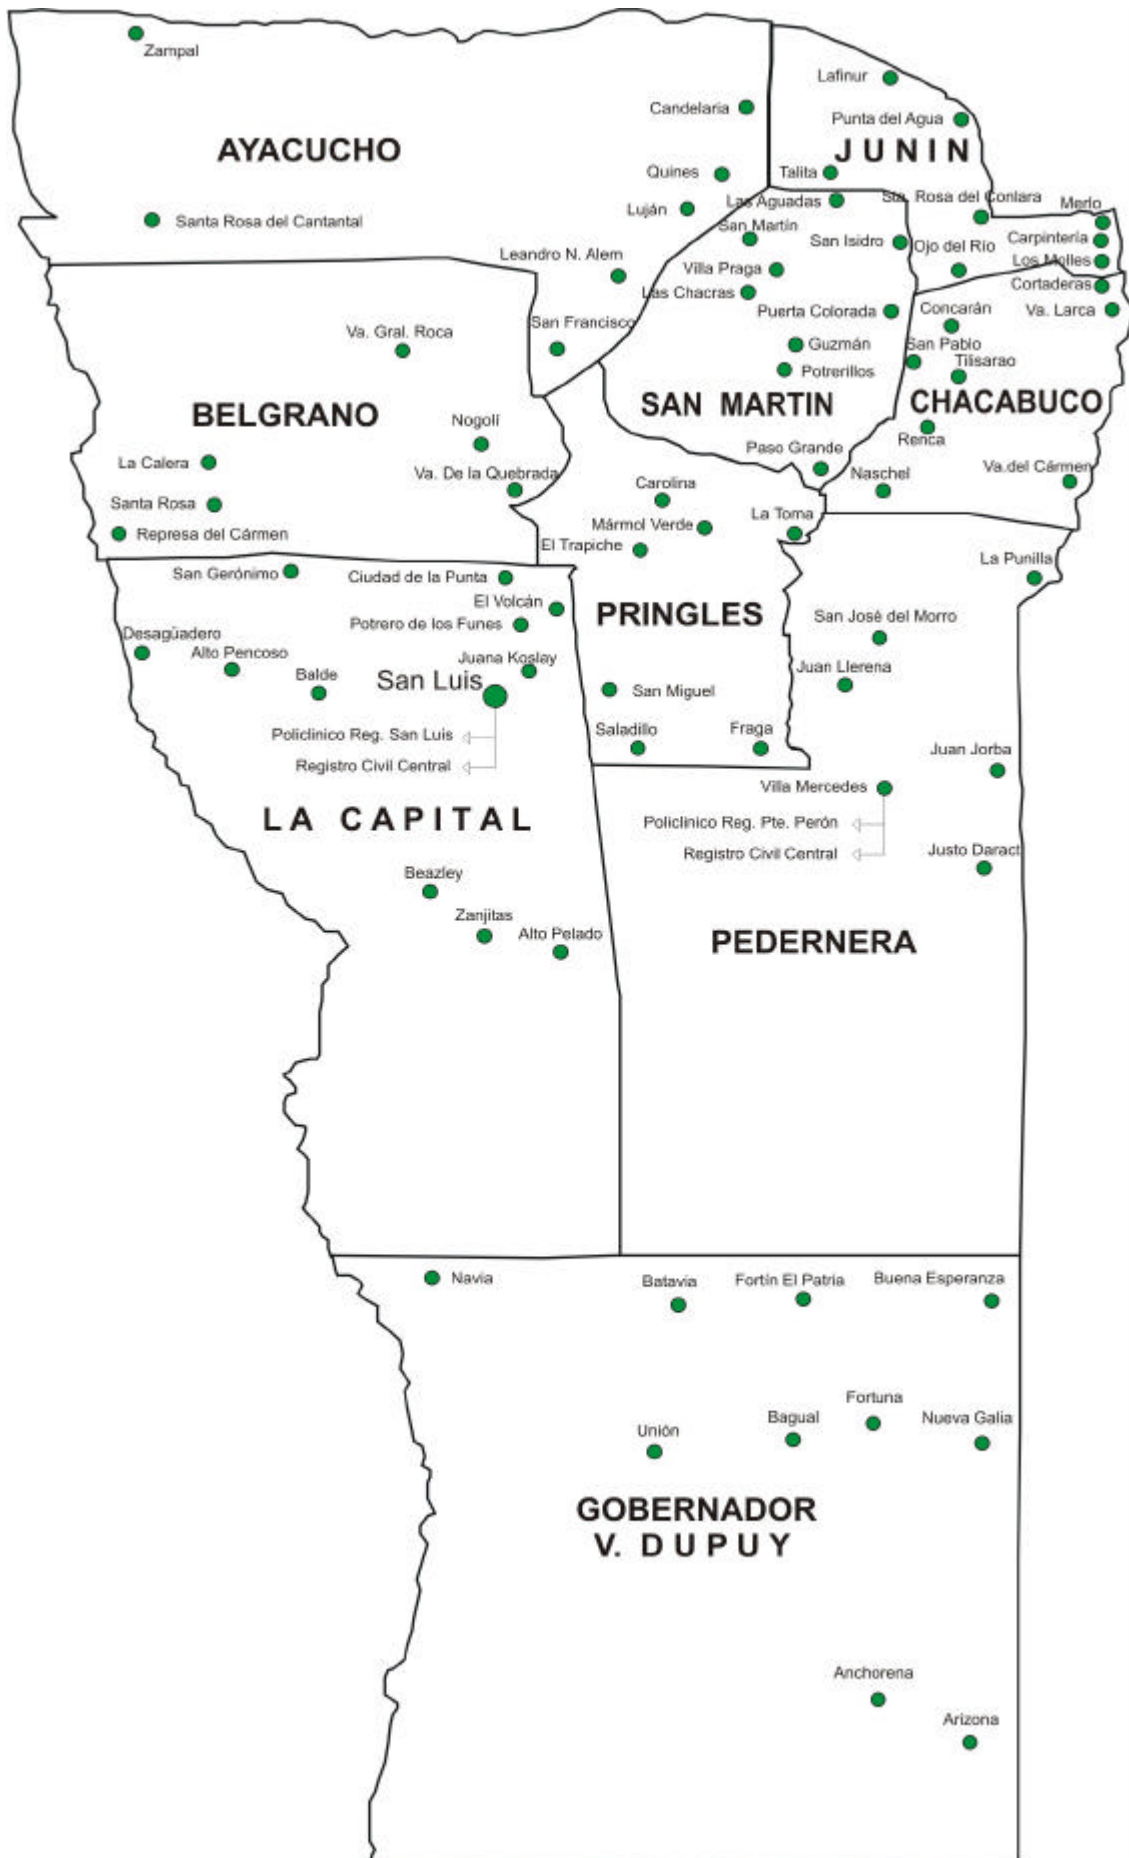 Zampal
Lafinur
Candelaria
Punta del Agua
AYACUCHO
JUNIN
Quines
Talita
Las Aguadas
Sta. Rosa del Conlara
Luján
Merlo
Santa Rosa del Cantantal
San Martín
San Isidro
Ojo del Río
Carpintería
Leandro N. Alem
Villa Praga
Los Molles
Las Chacras
Cortaderas
Puerta Colorada
Concarán
Va. Larca
San Francisco
Va. Gral. Roca
Guzmán
San Pablo
Tilisarao
Potrerillos
SAN MARTIN
CHACABUCO
BELGRANO
Nogolí
Renca
Paso Grande
La Calera
Va. De la Quebrada
Naschel
Va.del Cármen
Carolina
Santa Rosa
Mármol Verde
La Toma
Represa del Cármen
El Trapiche
La Punilla
San Gerónimo
Ciudad de la Punta
El Volcán
PRINGLES
San José del Morro
Potrero de los Funes
Desagüadero
Alto Pencoso
Juana Koslay
Juan Llerena
Balde
San Luis
San Miguel
Saladillo
Fraga
Policlínico Reg. San Luis
Juan Jorba
Registro Civil Central
Villa Mercedes
LA CAPITAL
Policlínico Reg. Pte. Perón
Registro Civil Central
Justo Daract
Beazley
Zanjitas
Alto Pelado
PEDERNERA
Navia
Batavia
Fortín El Patria
Buena Esperanza
Fortuna
Unión
Bagual
Nueva Galia
GOBERNADOR
V. DUPUY
Anchorena
Arizona